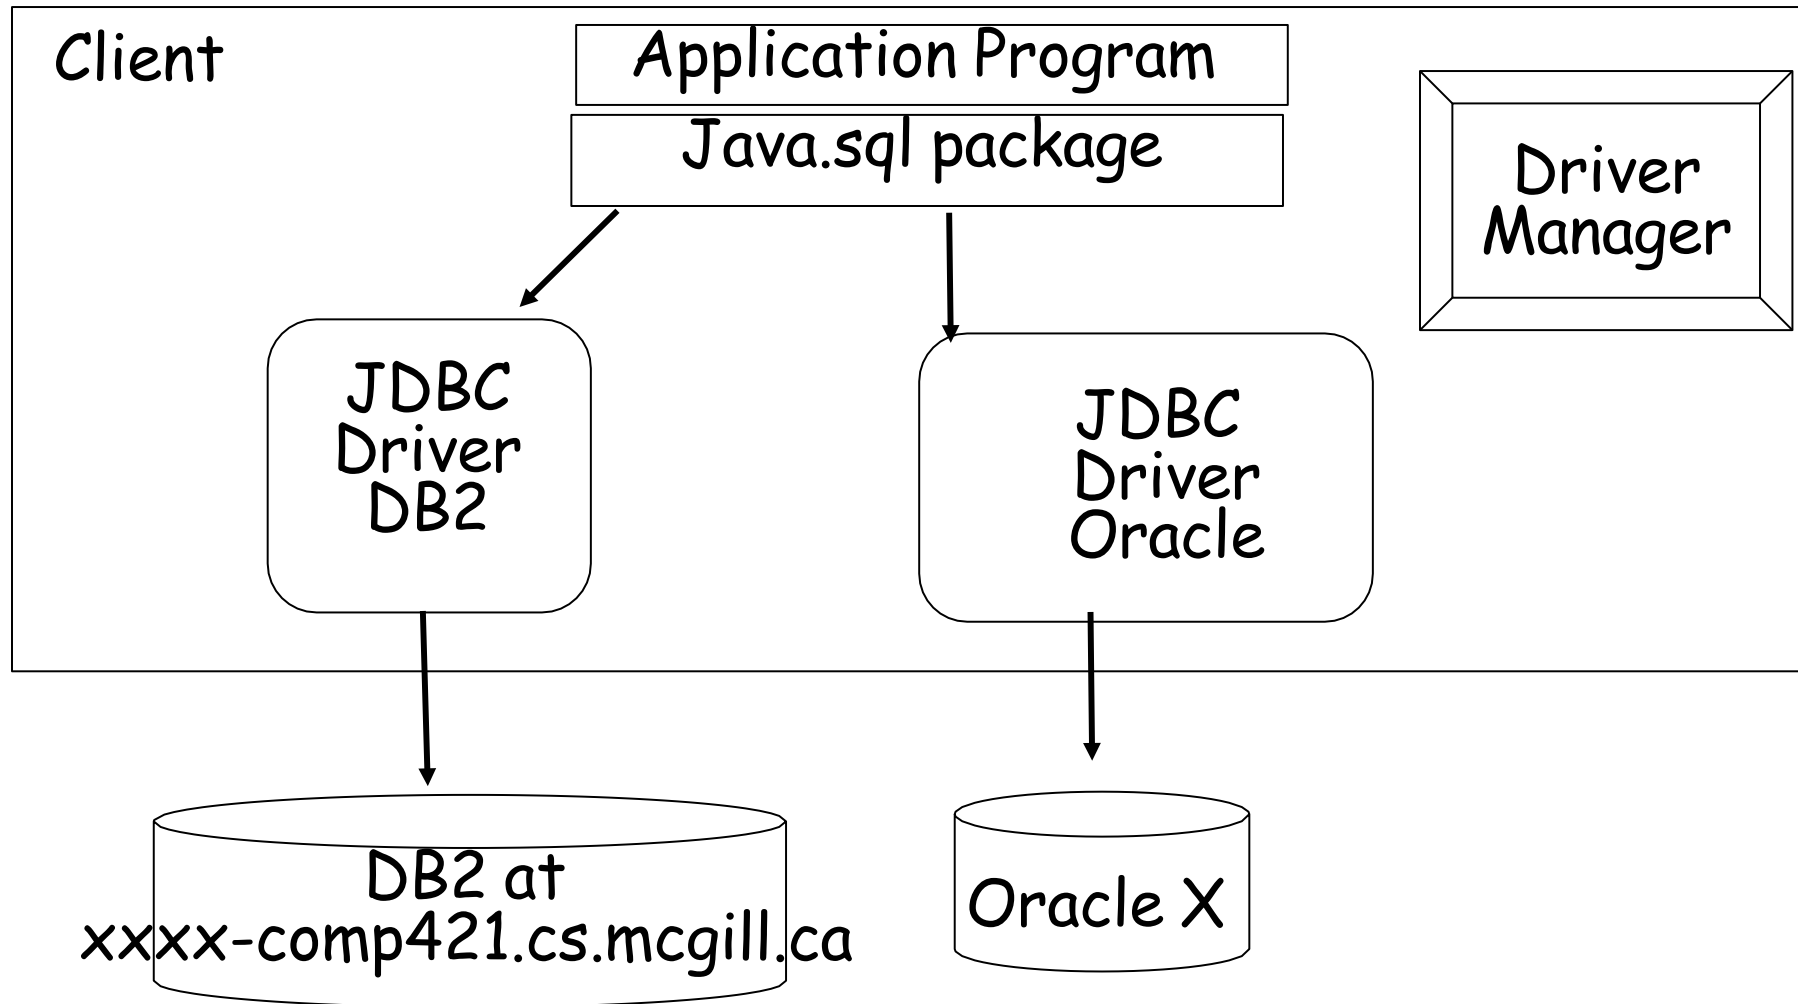 Client
Application Program
Java.sql package
Driver
Manager
JDBC
Driver
DB2
JDBC
Driver
Oracle
DB2 at
xxxx-comp421.cs.mcgill.ca
Oracle X